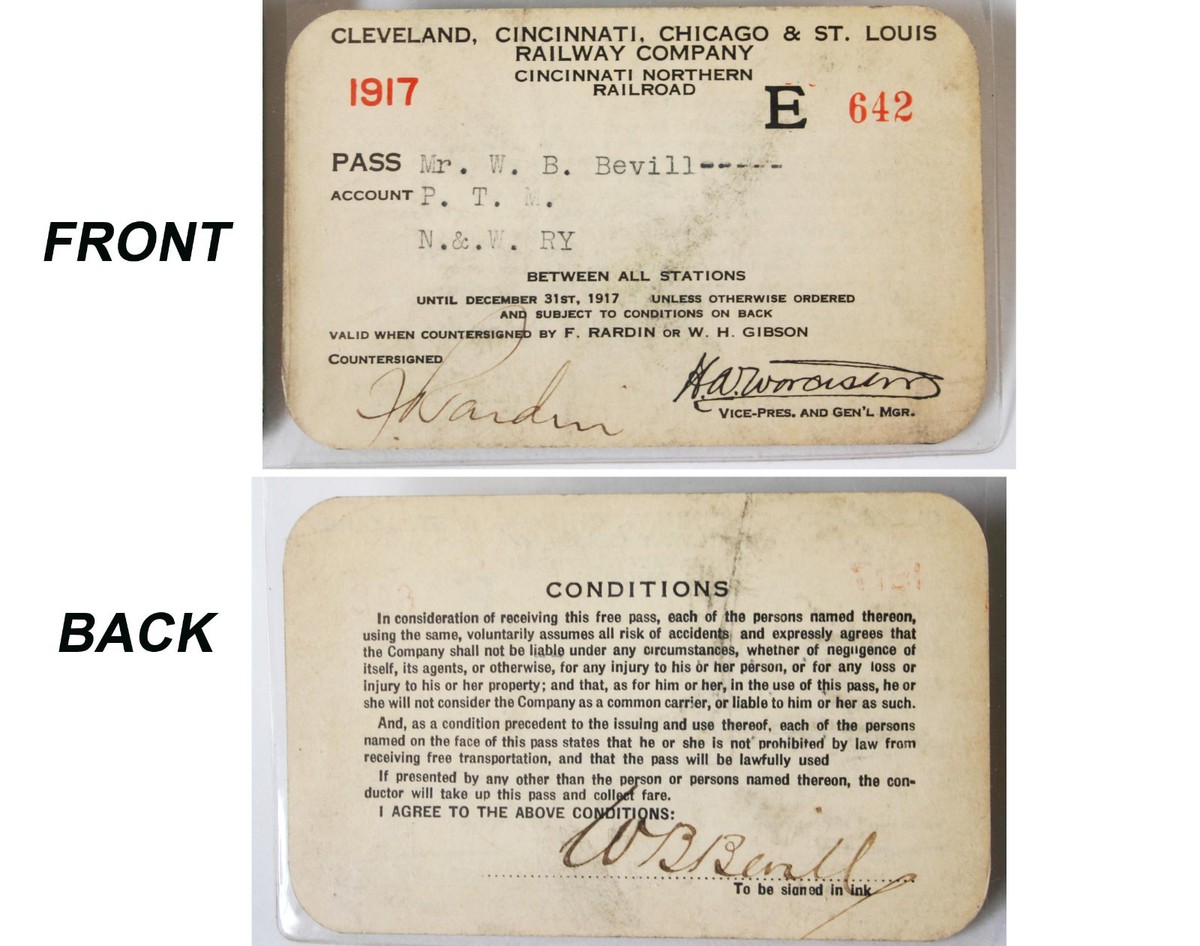 FRONT
CLEVELAND, CINCINNATI, CHICAGO & ST. LOUIS
RAILWAY COMPANY
CINCINNATI NORTHERN
RAILROAD
1917
E 642
PASS Mr. W. B. Bevill-----
ACCOUNT P. T. M.
N.&.W. RY
BETWEEN ALL STATIONS
UNTIL DECEMBER 31ST, 1917 UNLESS OTHERWISE ORDERED
AND SUBJECT TO CONDITIONS ON BACK
VALID WHEN COUNTERSIGNED BY F. RARDIN OR W. H. GIBSON
COUNTERSIGNED
F. Rardin
VICE-PRES. AND GEN'L MGR.
BACK
CONDITIONS
In consideration of receiving this free pass, each of the persons named thereon,
using the same, voluntarily assumes all risk of accidents and expressly agrees that
the Company shall not be liable under any circumstances, whether of negligence of
itself, its agents, or otherwise, for any injury to his or her person, or for any loss or
injury to his or her property; and that, as for him or her, in the use of this pass, he or
she will not consider the Company as a common carrier, or liable to him or her as such.
And, as a condition precedent to the issuing and use thereof, each of the persons
named on the face of this pass states that he or she is not prohibited by law from
receiving free transportation, and that the pass will be lawfully used
If presented by any other than the person or persons named thereon, the con-
ductor will take up this pass and collect fare.
I AGREE TO THE ABOVE CONDITIONS:
W B Bevill
To be signed in ink